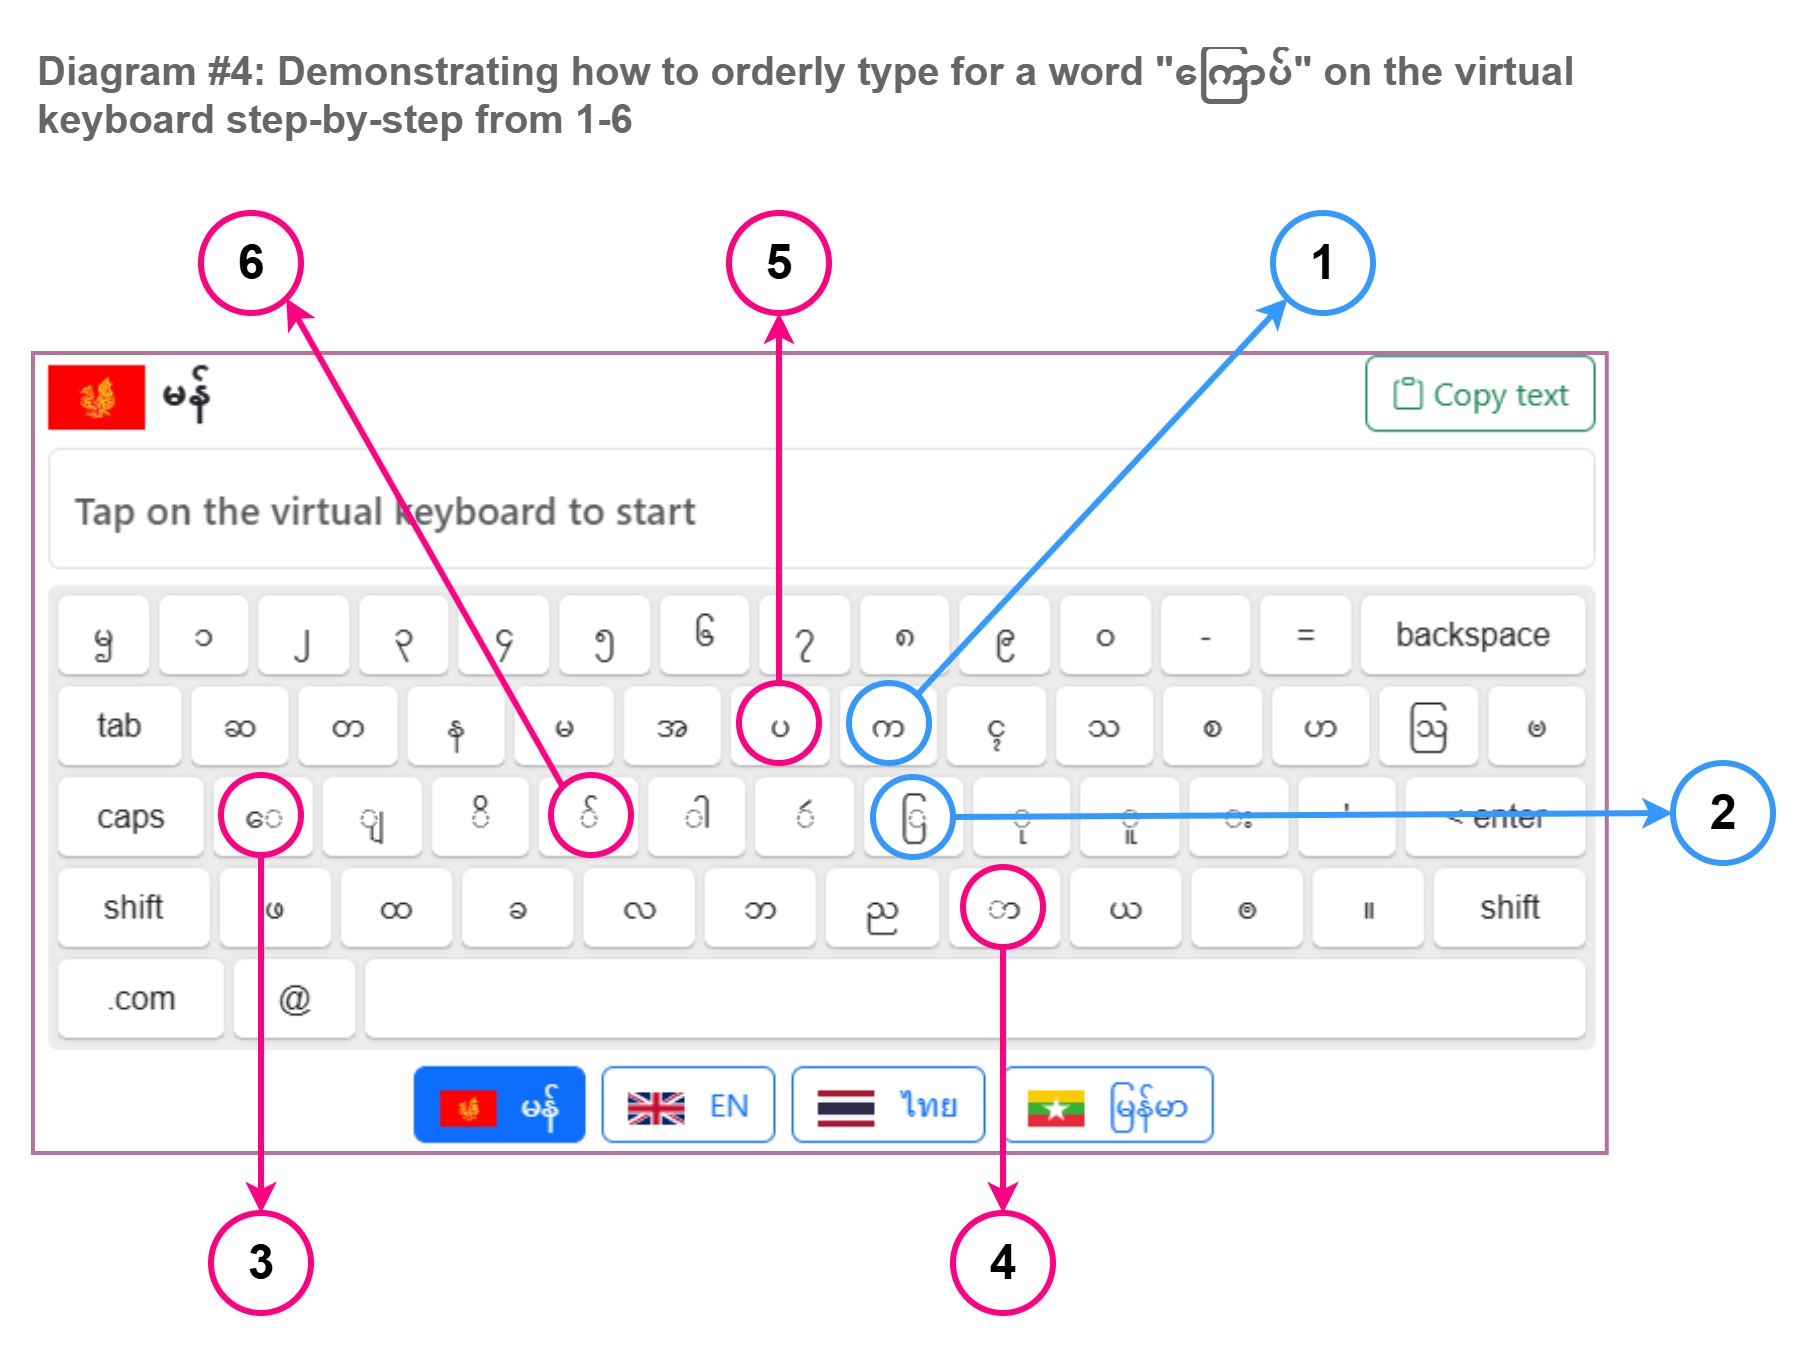 Diagram #4: Demonstrating how to orderly type for a word "ကြောပ်" on the virtual
keyboard step-by-step from 1-6
6 5 1
မန် Copy text
Tap on the virtual keyboard to start
၅ ၁ ၂ ၃ ၄ ၅ ၆ ၇ ၈ ၉ ဝ - = backspace
tab ဆ တ န မ အ ပ က င သ စ ဟ ဩ ဗ
caps ေ ျ ိ ် ါ ံ ြ ု ူ း ' < enter
2
shift ဖ ထ ခ လ ဘ ည ာ ယ ၜ ။ shift
.com @
မန် EN ไทย မြန်မာ
3 4